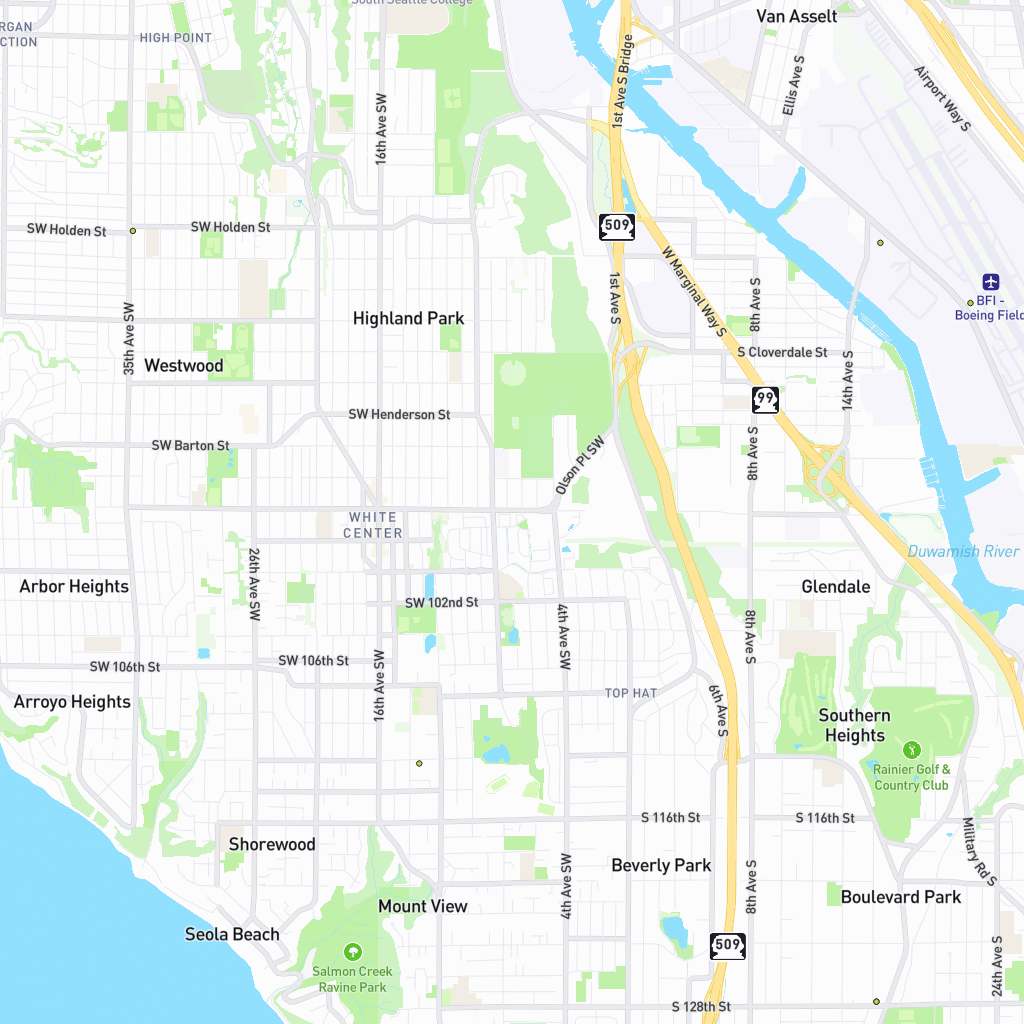 South Seattle College
Van Asselt
RGAN
CTION
HIGH POINT
1st Ave S Bridge
Ellis Ave S
Airport Way S
16th Ave SW
SW Holden St
SW Holden St
509
W Marginal Way S
1st Ave S
8th Ave S
BFI -
Boeing Field
35th Ave SW
Highland Park
Westwood
S Cloverdale St
14th Ave S
99
SW Henderson St
SW Barton St
Olson Pl SW
8th Ave S
WHITE
CENTER
26th Ave SW
Duwamish River
Arbor Heights
Glendale
SW 102nd St
4th Ave SW
8th Ave S
SW 106th St
SW 106th St
16th Ave SW
Arroyo Heights
TOP HAT
6th Ave S
Southern
Heights
Rainier Golf &
Country Club
S 116th St
S 116th St
Military Rd S
Shorewood
Beverly Park
4th Ave SW
8th Ave S
Boulevard Park
Mount View
Seola Beach
509
24th Ave S
Salmon Creek
Ravine Park
S 128th St